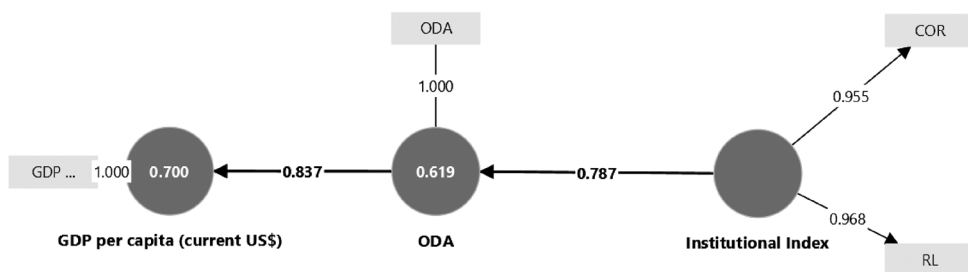 ODA
COR
1.000
0.955
GDP ...
1.000
0.700
0.837
0.619
0.787
0.968
GDP per capita (current US$)
ODA
Institutional Index
RL